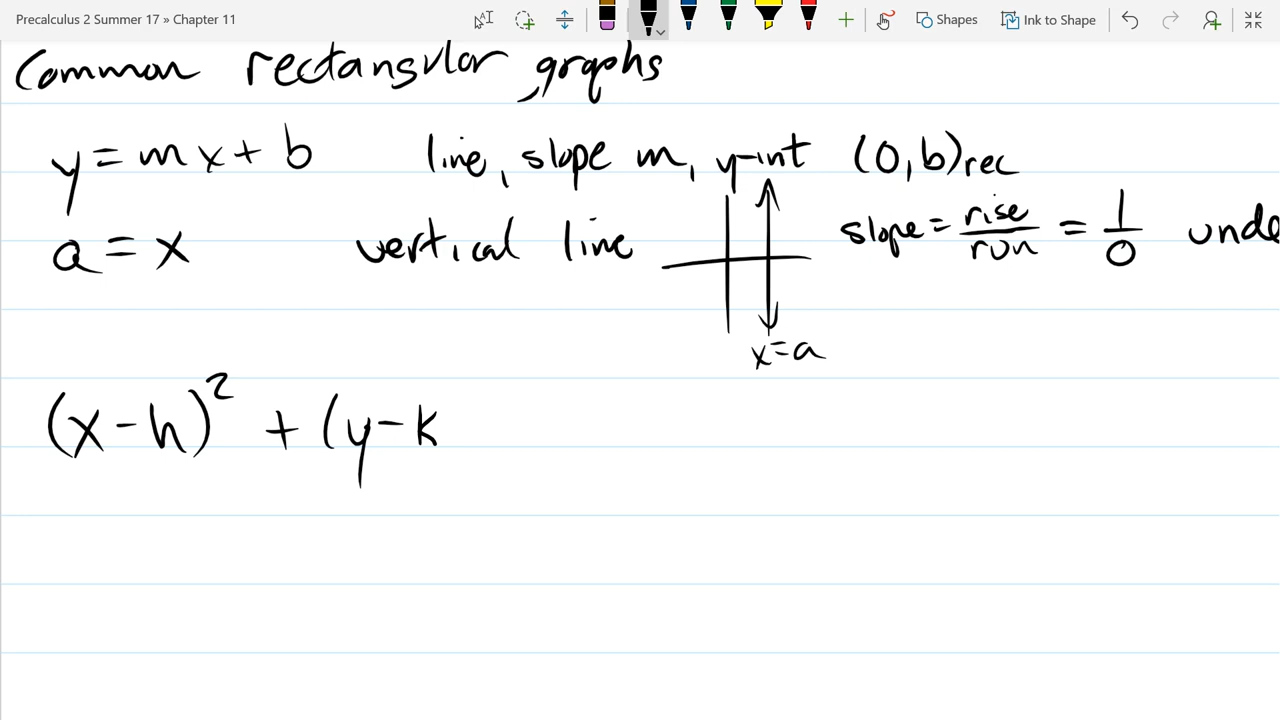 Precalculus 2 Summer 17 » Chapter 11
Shapes
Ink to Shape
Common rectangular graphs
y = mx + b line, slope m, y-int (0,b)rec
a = x vertical line slope = rise/run = 1/0 unde
x=a
(x-h)² + (y-k